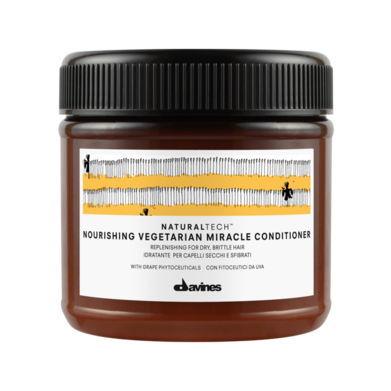 NATURALTECH™
NOURISHING VEGETARIAN MIRACLE CONDITIONER
REPLENISHING FOR DRY, BRITTLE HAIR
IDRATANTE PER CAPELLI SECCHI E SFIBRATI
WITH GRAPE PHYTOCEUTICALS CON FITOCEUTICI DA UVA
davines